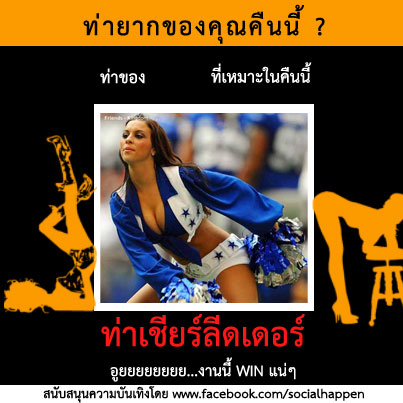 ท่ายากของคุณคืนนี้ ?
ท่าของ ที่เหมาะในคืนนี้
ท่าเชียร์ลีดเดอร์
อูยยยยยยยย...งานนี้ WIN แน่ๆ
สนับสนุนความบันเทิงโดย www.facebook.com/socialhappen